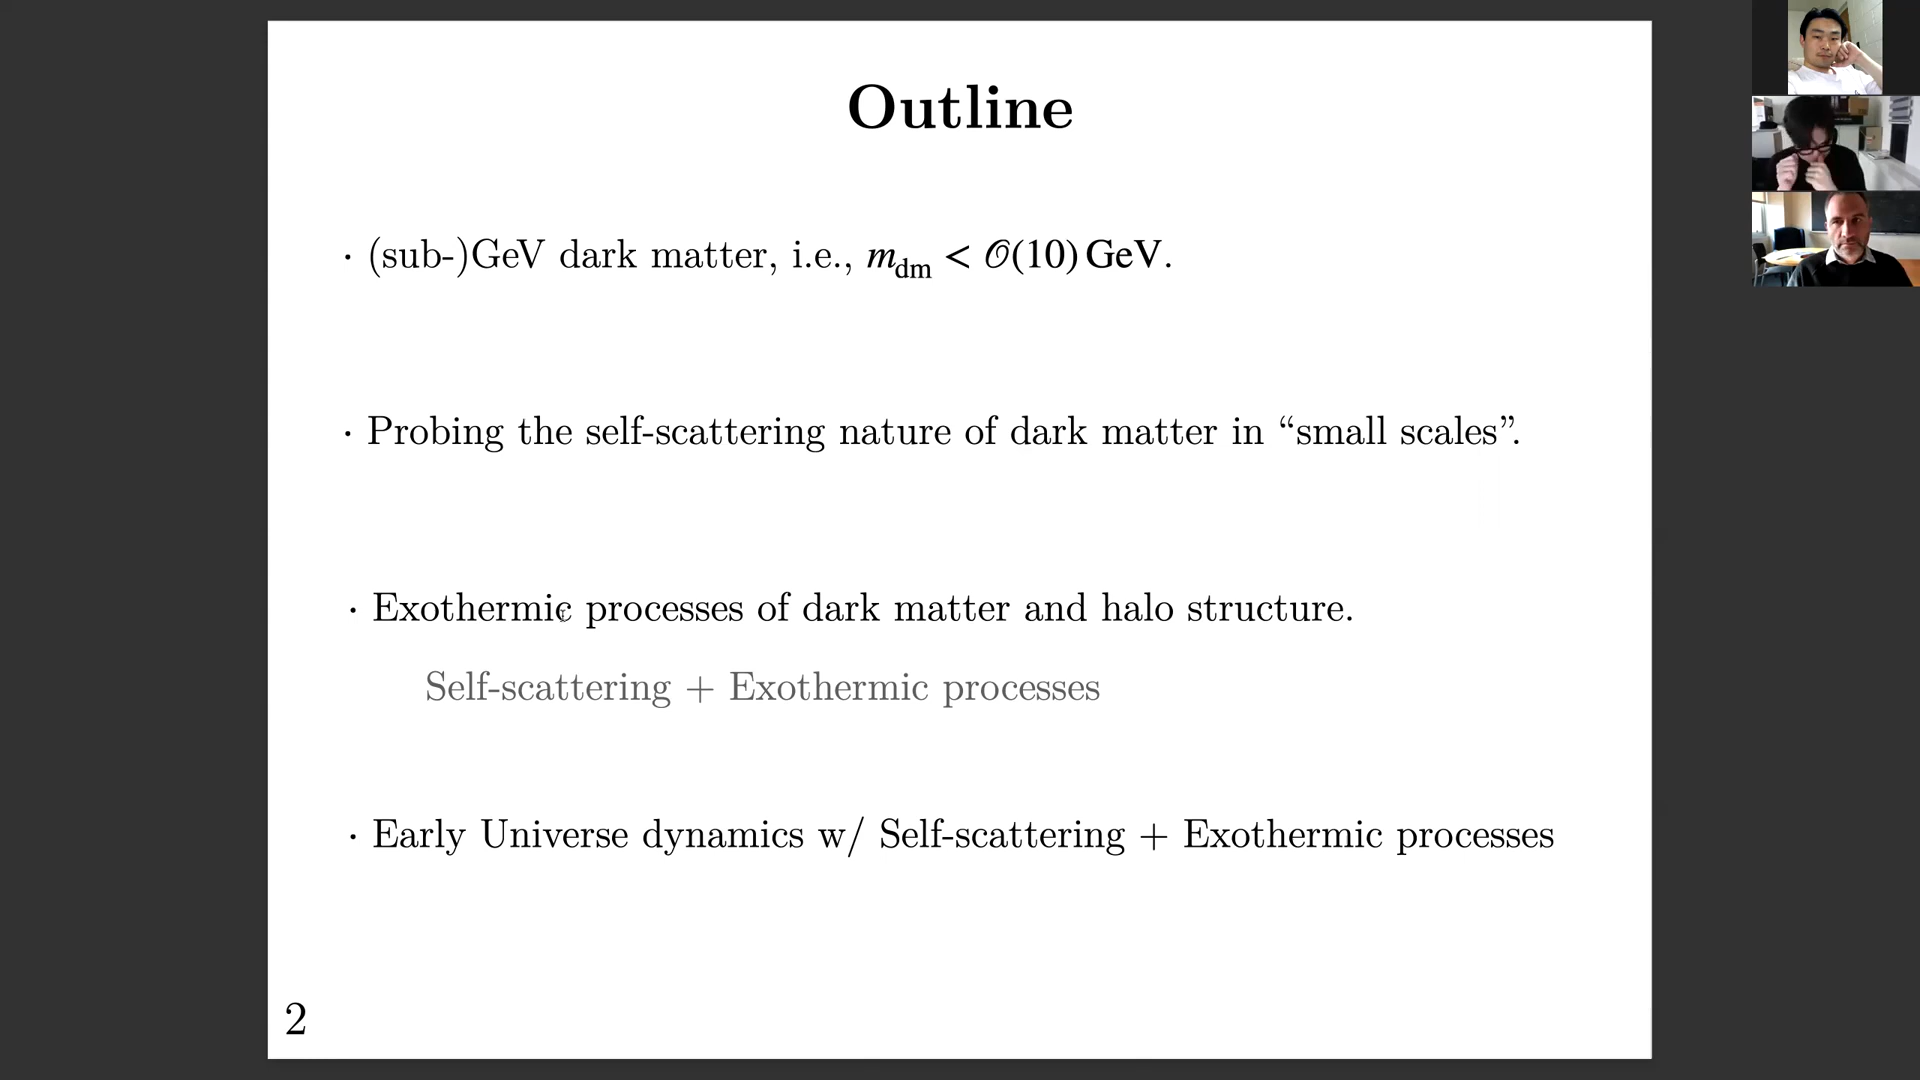 Outline
· (sub-)GeV dark matter, i.e., m_dm < 𝒪(10) GeV.
· Probing the self-scattering nature of dark matter in “small scales”.
· Exothermic processes of dark matter and halo structure.
Self-scattering + Exothermic processes
· Early Universe dynamics w/ Self-scattering + Exothermic processes
2